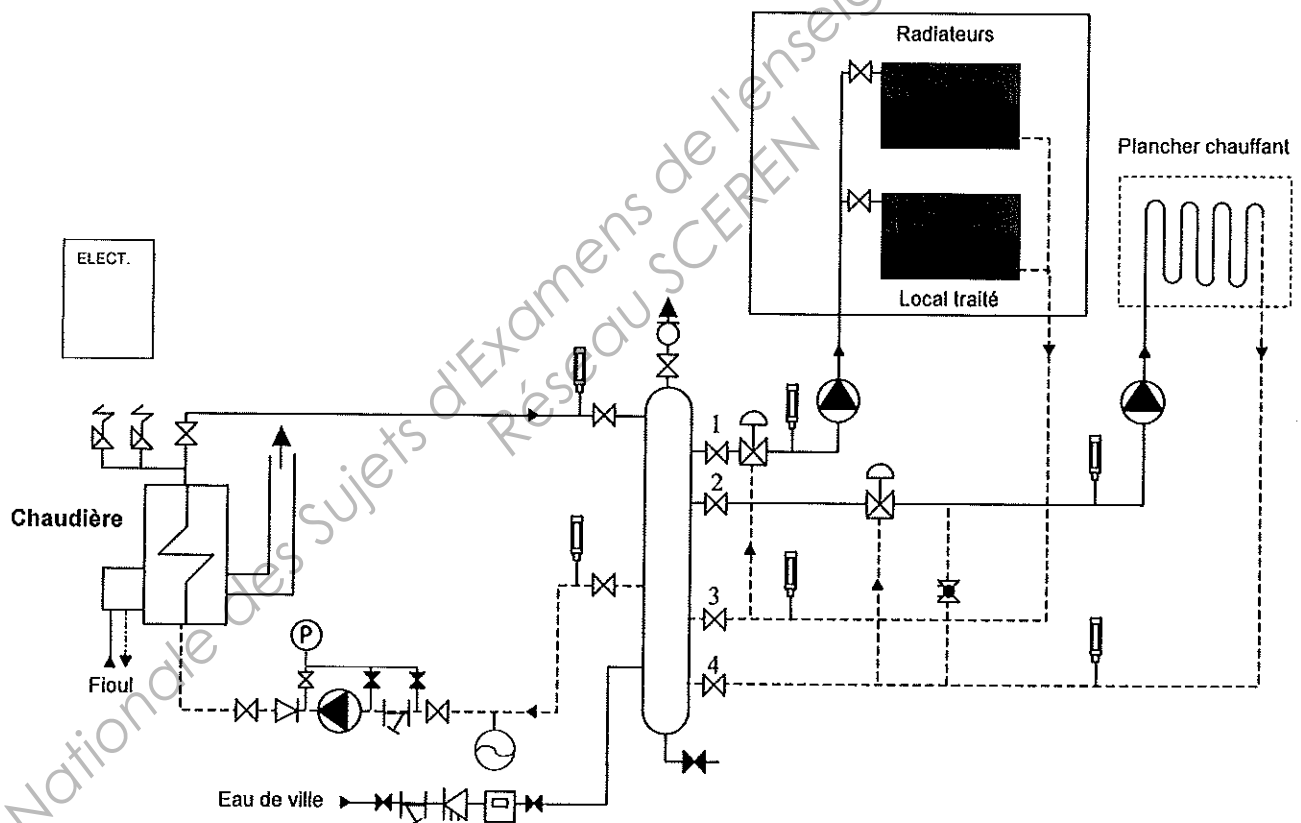 Nationale des Sujets d'Examens de l'enseig
Réseau SCEREN
Radiateurs
Plancher chauffant
ELECT.
Local traité
1
2
Chaudière
3
P
4
Fioul
Eau de ville